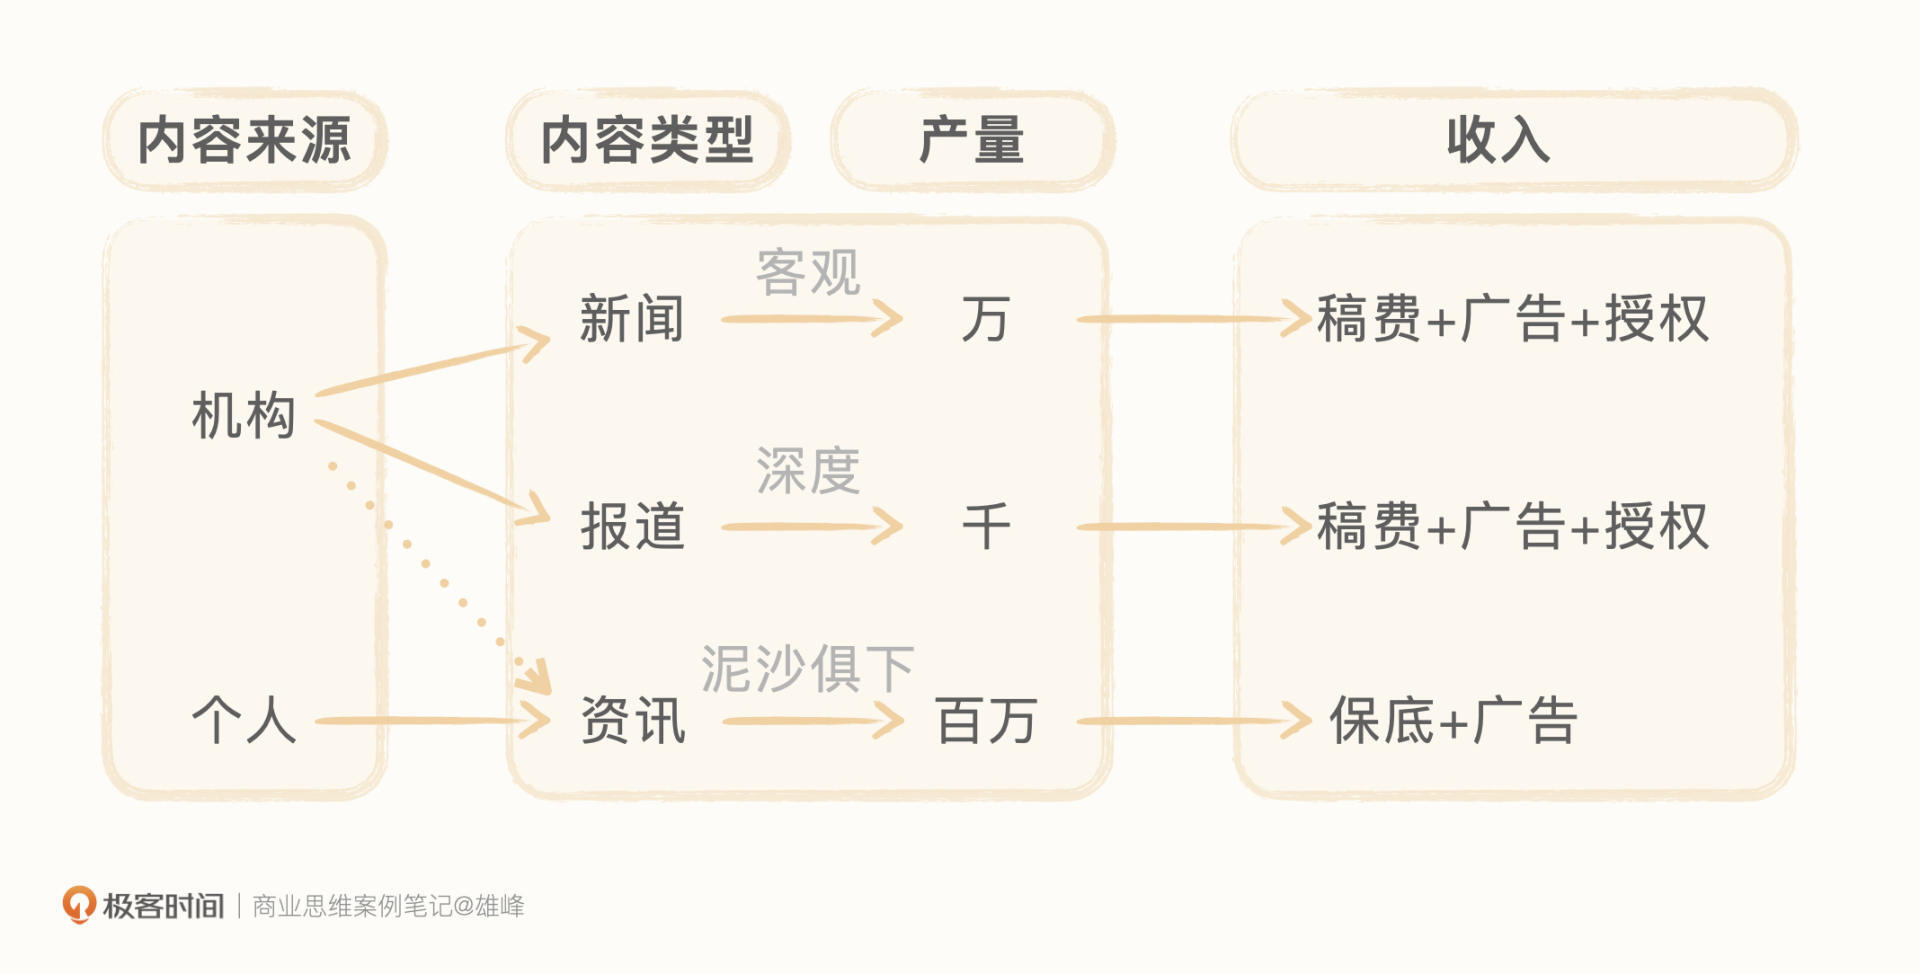 内容来源 内容类型 产量 收入
客观
新闻 万 稿费+广告+授权
机构
深度
报道 千 稿费+广告+授权
泥沙俱下
个人 资讯 百万 保底+广告
极客时间 | 商业思维案例笔记@雄峰